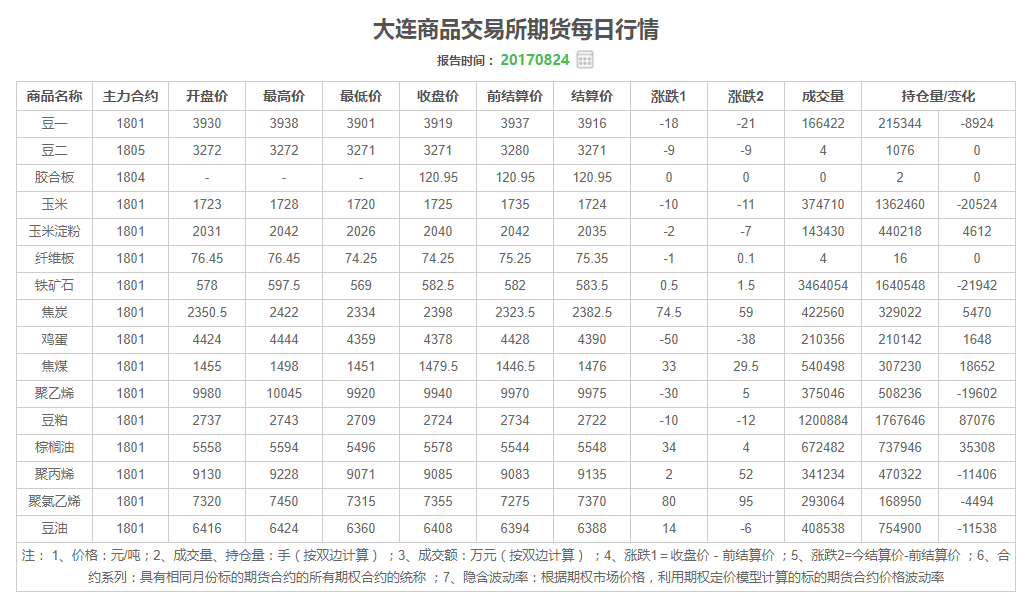 大连商品交易所期货每日行情
报告时间： 20170824
商品名称 主力合约 开盘价 最高价 最低价 收盘价 前结算价 结算价 涨跌1 涨跌2 成交量 持仓量/变化
豆一 1801 3930 3938 3901 3919 3937 3916 -18 -21 166422 215344 -8924
豆二 1805 3272 3272 3271 3271 3280 3271 -9 -9 4 1076 0
胶合板 1804 - - - 120.95 120.95 120.95 0 0 0 2 0
玉米 1801 1723 1728 1720 1725 1735 1724 -10 -11 374710 1362460 -20524
玉米淀粉 1801 2031 2042 2026 2040 2042 2035 -2 -7 143430 440218 4612
纤维板 1801 76.45 76.45 74.25 74.25 75.25 75.35 -1 0.1 4 16 0
铁矿石 1801 578 597.5 569 582.5 582 583.5 0.5 1.5 3464054 1640548 -21942
焦炭 1801 2350.5 2422 2334 2398 2323.5 2382.5 74.5 59 422560 329022 5470
鸡蛋 1801 4424 4444 4359 4378 4428 4390 -50 -38 210356 210142 1648
焦煤 1801 1455 1498 1451 1479.5 1446.5 1476 33 29.5 540498 307230 18652
聚乙烯 1801 9980 10045 9920 9940 9970 9975 -30 5 375046 508236 -19602
豆粕 1801 2737 2743 2709 2724 2734 2722 -10 -12 1200884 1767646 87076
棕榈油 1801 5558 5594 5496 5578 5544 5548 34 4 672482 737946 35308
聚丙烯 1801 9130 9228 9071 9085 9083 9135 2 52 341234 470322 -11406
聚氯乙烯 1801 7320 7450 7315 7355 7275 7370 80 95 293064 168950 -4494
豆油 1801 6416 6424 6360 6408 6394 6388 14 -6 408538 754900 -11538
注： 1、价格：元/吨；2、成交量、持仓量：手（按双边计算）；3、成交额：万元（按双边计算）；4、涨跌1＝收盘价－前结算价；5、涨跌2=今结算价-前结算价；6、合
约系列：具有相同月份标的期货合约的所有期权合约的统称；7、隐含波动率：根据期权市场价格，利用期权定价模型计算的标的期货合约价格波动率